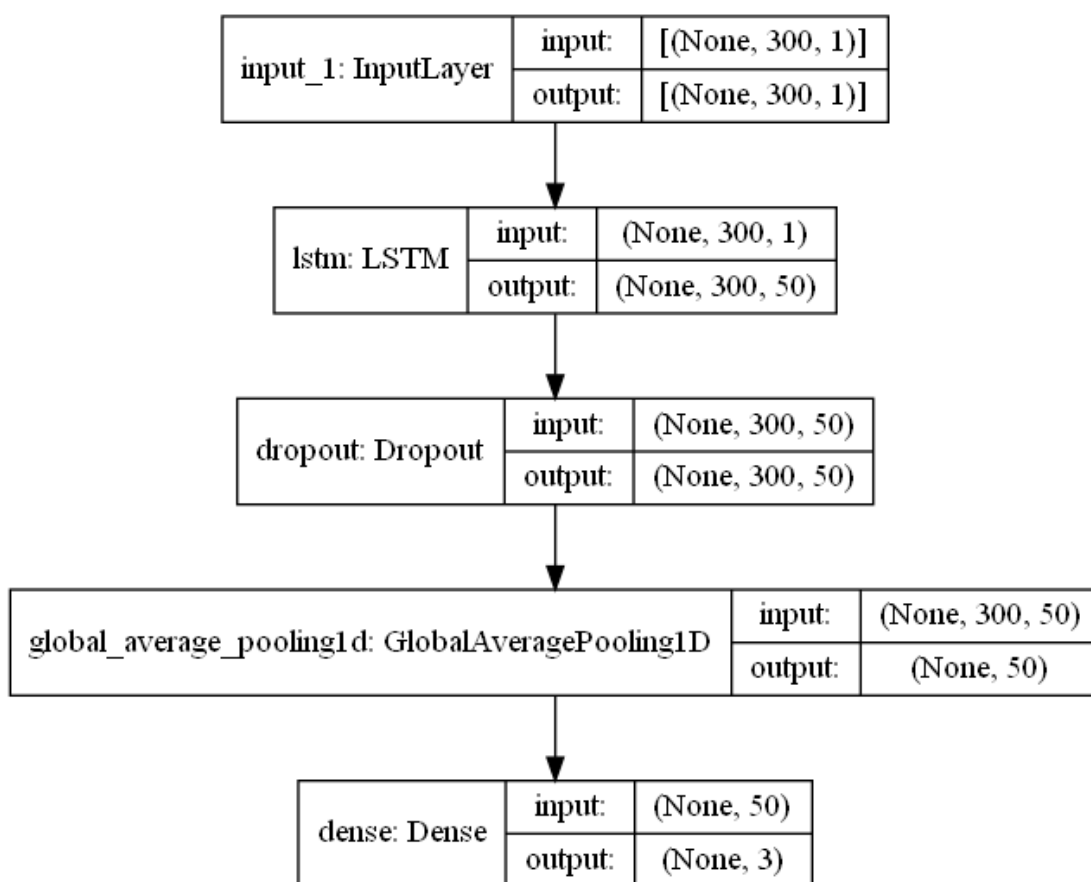 input_1: InputLayer
input: [(None, 300, 1)]
output: [(None, 300, 1)]
lstm: LSTM
input: (None, 300, 1)
output: (None, 300, 50)
dropout: Dropout
input: (None, 300, 50)
output: (None, 300, 50)
global_average_pooling1d: GlobalAveragePooling1D
input: (None, 300, 50)
output: (None, 50)
dense: Dense
input: (None, 50)
output: (None, 3)